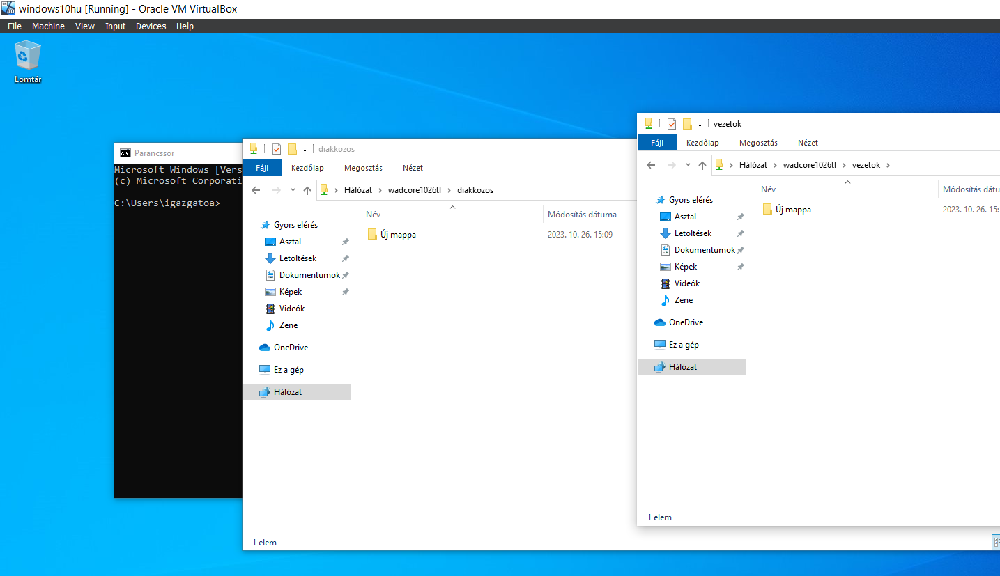 windows10hu [Running] - Oracle VM VirtualBox
File Machine View Input Devices Help
Lomtár
Parancssor
Microsoft Windows [Vers
(c) Microsoft Corporati
C:\Users\igazgatoa>
diakkozos
Fájl Kezdőlap Megosztás Nézet
Hálózat wadcore1026tl diakkozos
Név Módosítás dátuma
Új mappa 2023. 10. 26. 15:09
Gyors elérés
Asztal
Letöltések
Dokumentumok
Képek
Videók
Zene
OneDrive
Ez a gép
Hálózat
1 elem
vezetok
Fájl Kezdőlap Megosztás Nézet
Hálózat wadcore1026tl vezetok
Név Módosítás dátu
Új mappa 2023. 10. 26. 15:
Gyors elérés
Asztal
Letöltések
Dokumentumok
Képek
Videók
Zene
OneDrive
Ez a gép
Hálózat
1 elem